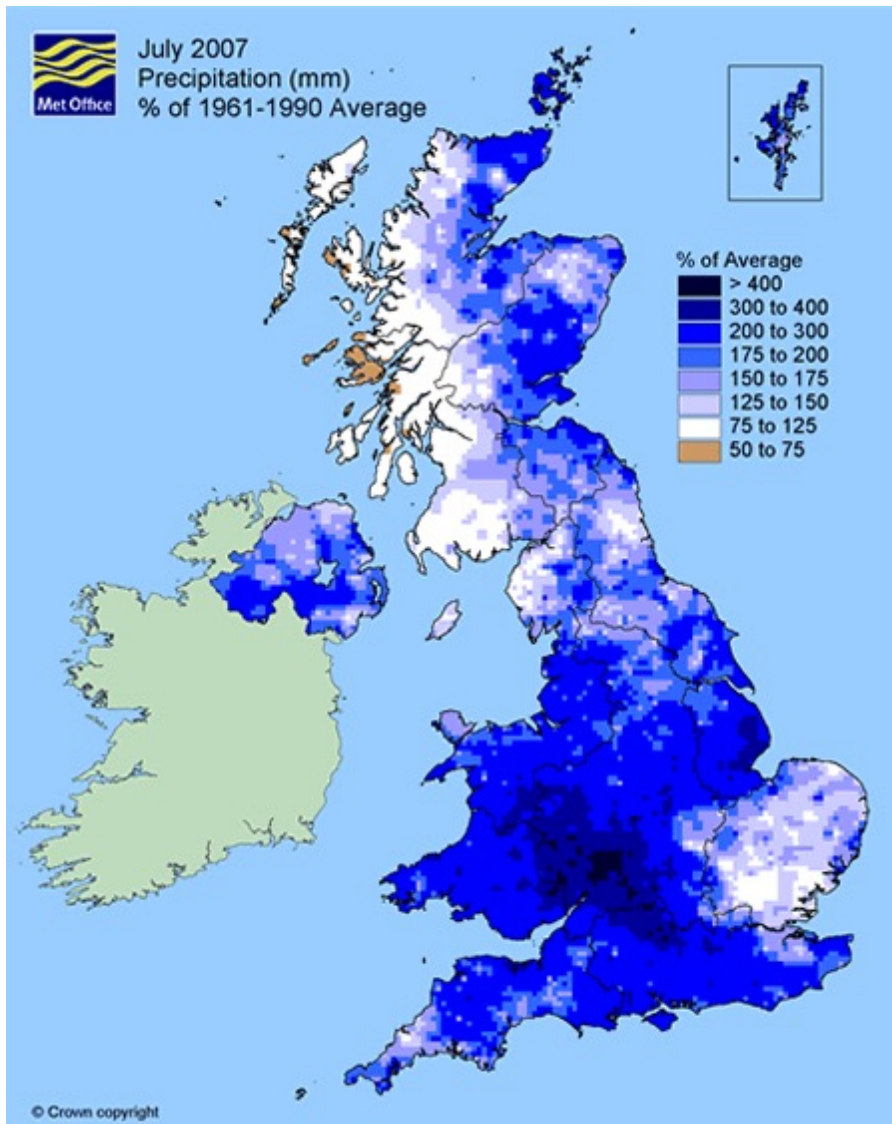 Met Office
July 2007
Precipitation (mm)
% of 1961-1990 Average
% of Average
> 400
300 to 400
200 to 300
175 to 200
150 to 175
125 to 150
75 to 125
50 to 75
© Crown copyright